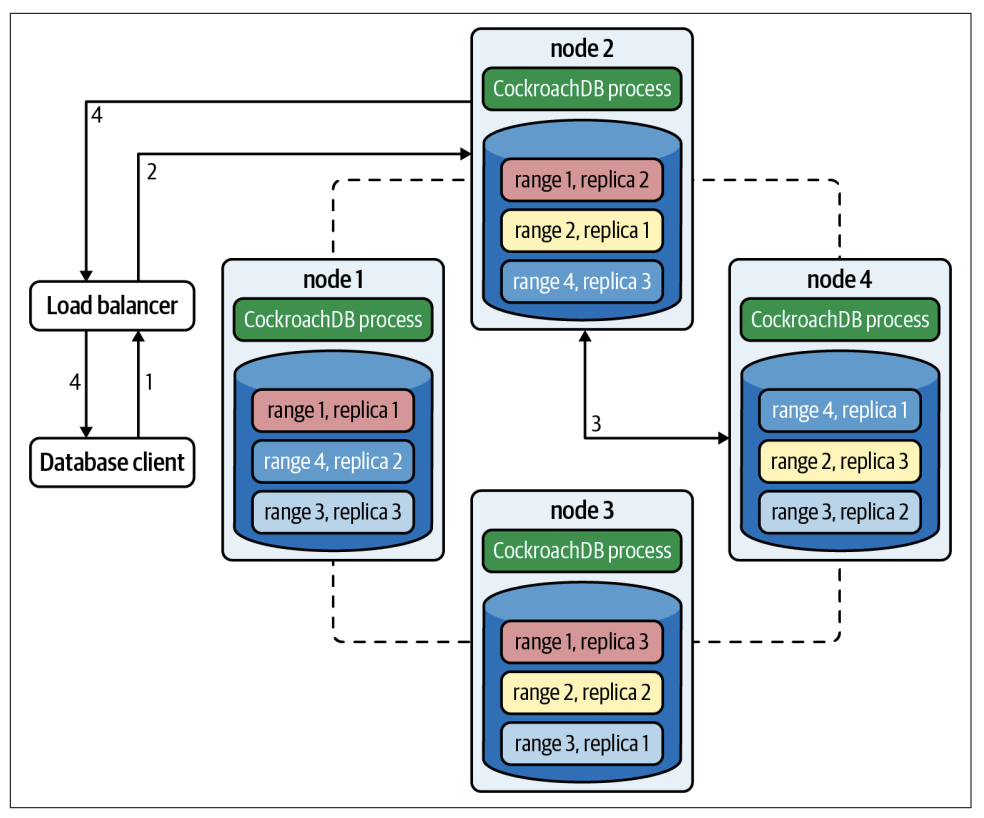 node 2
CockroachDB process
range 1, replica 2
range 2, replica 1
range 4, replica 3
4
2
Load balancer
4
1
Database client
node 1
CockroachDB process
range 1, replica 1
range 4, replica 2
range 3, replica 3
3
node 4
CockroachDB process
range 4, replica 1
range 2, replica 3
range 3, replica 2
node 3
CockroachDB process
range 1, replica 3
range 2, replica 2
range 3, replica 1